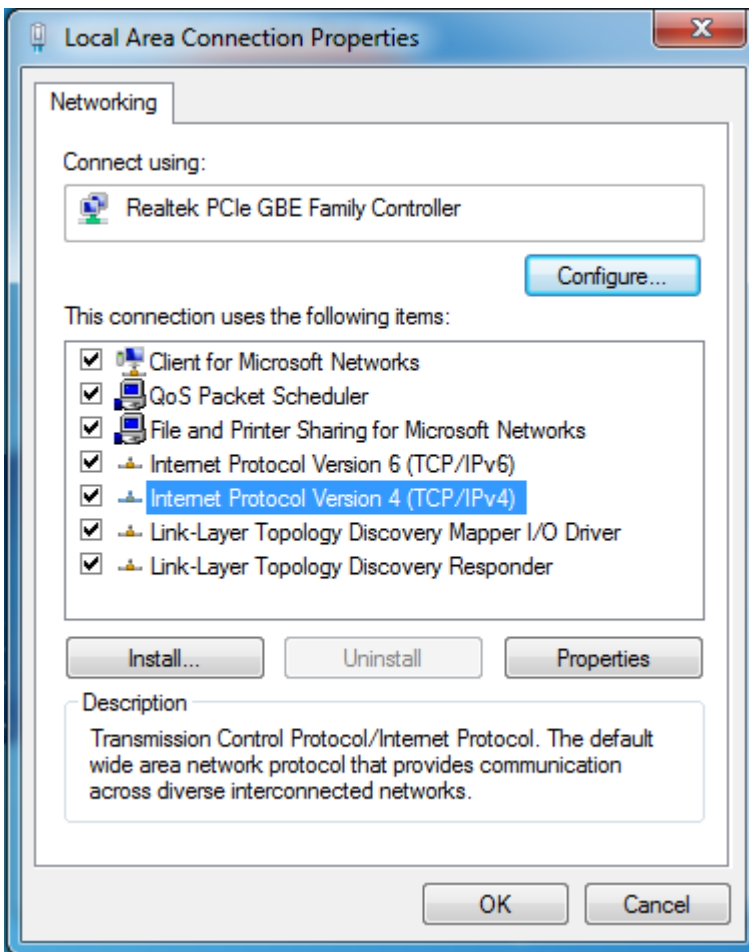 Local Area Connection Properties
Networking
Connect using:
Realtek PCIe GBE Family Controller
Configure...
This connection uses the following items:
Client for Microsoft Networks
QoS Packet Scheduler
File and Printer Sharing for Microsoft Networks
Internet Protocol Version 6 (TCP/IPv6)
Internet Protocol Version 4 (TCP/IPv4)
Link-Layer Topology Discovery Mapper I/O Driver
Link-Layer Topology Discovery Responder
Install... Uninstall Properties
Description
Transmission Control Protocol/Internet Protocol. The default
wide area network protocol that provides communication
across diverse interconnected networks.
OK Cancel